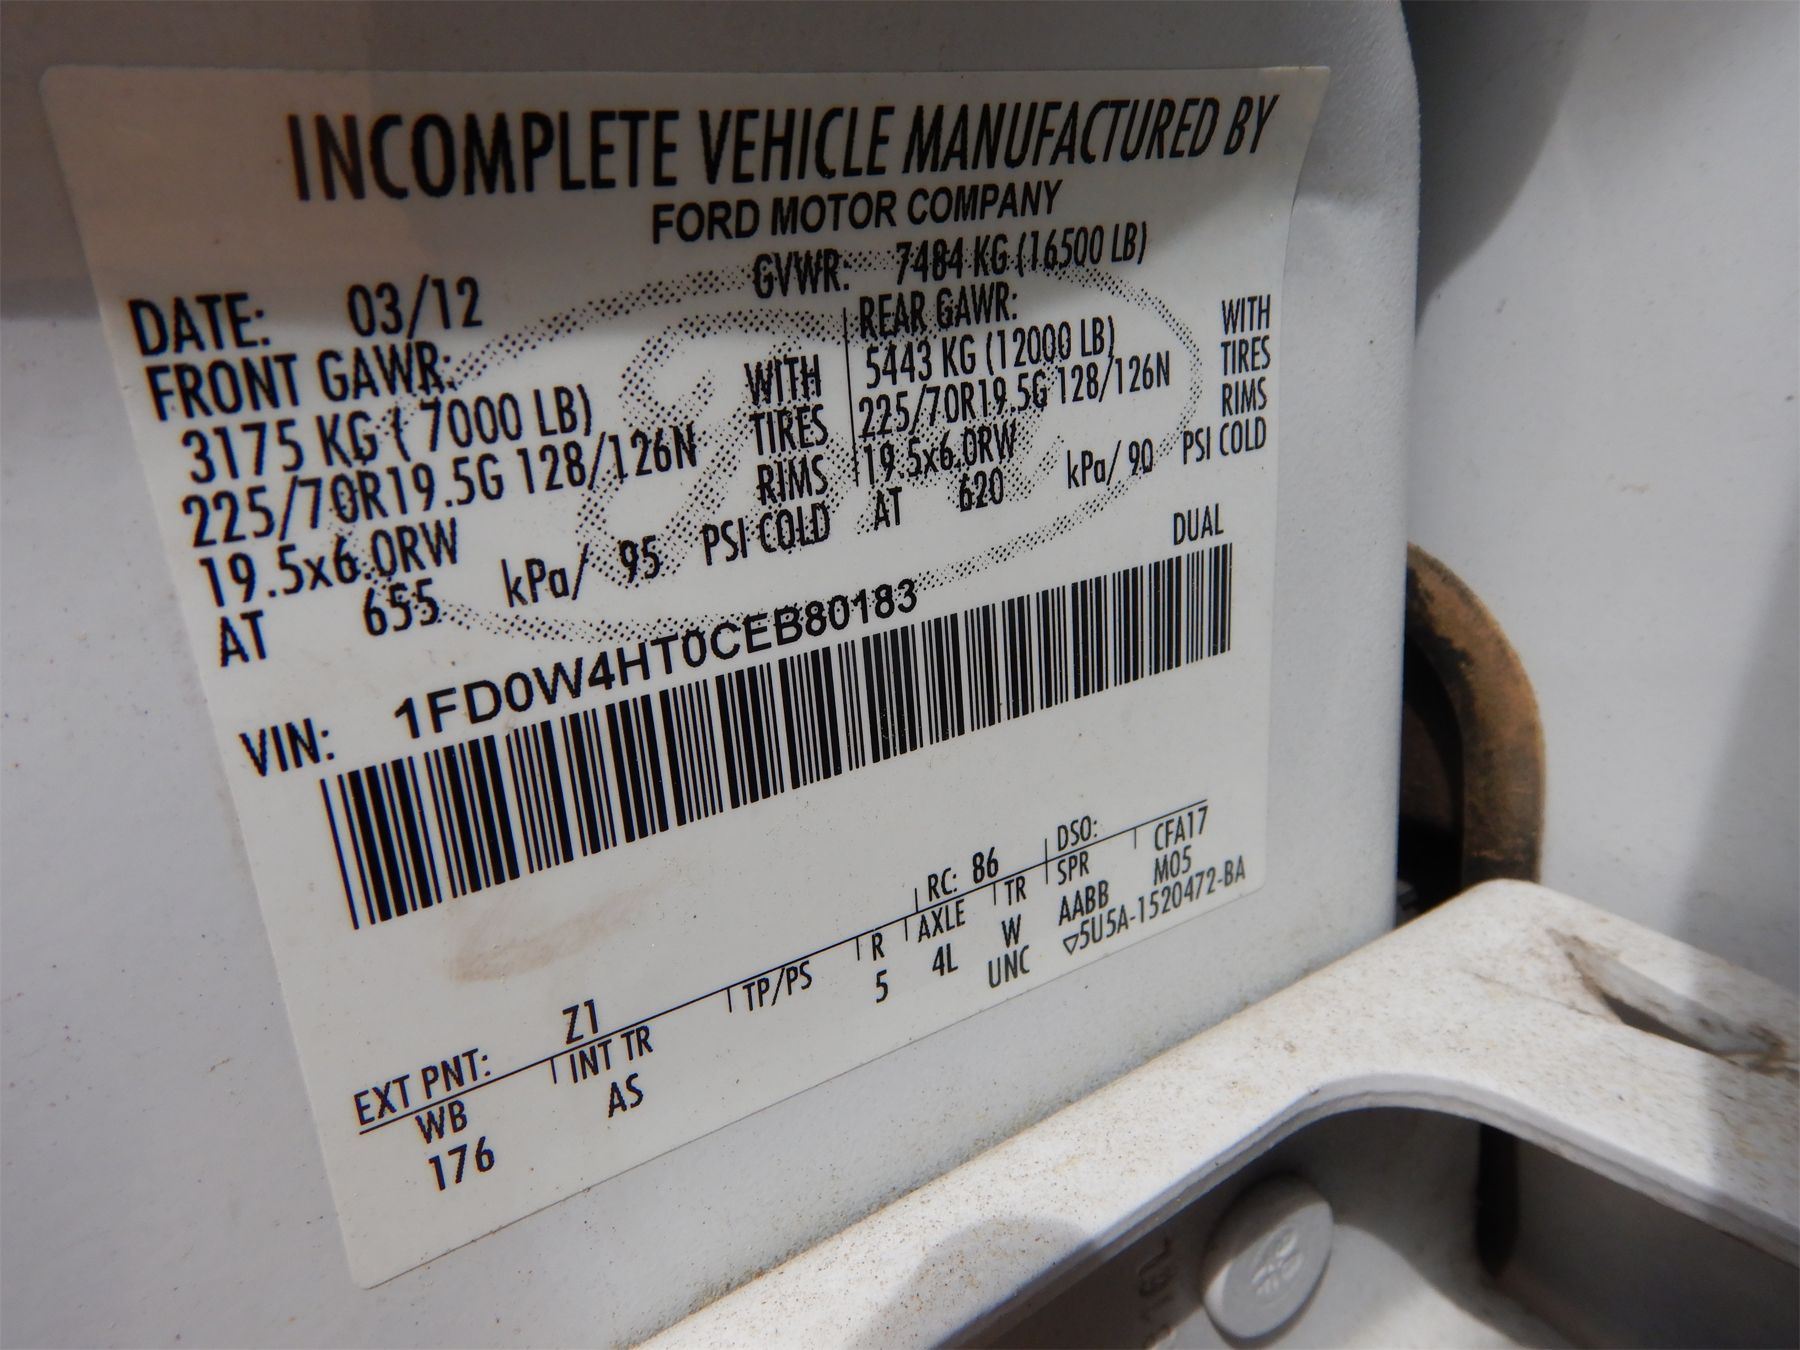 INCOMPLETE VEHICLE MANUFACTURED BY
FORD MOTOR COMPANY
DATE: 03/12 GVWR: 7484 KG (16500 LB)
FRONT GAWR: REAR GAWR:
3175 KG ( 7000 LB) WITH 5443 KG (12000 LB) WITH
225/70R19.5G 128/126N TIRES 225/70R19.5G 128/126N TIRES
19.5x6.0RW RIMS 19.5x6.0RW RIMS
AT 655 kPa/ 95 PSI COLD AT 620 kPa/ 90 PSI COLD
DUAL
VIN: 1FD0W4HT0CEB80183
EXT PNT: Z1 RC: 86 DSO:
WB INT TR TP/PS R AXLE TR SPR CFA17
176 AS 5 4L W AABB M05
UNC ▽5U5A-1520472-BA